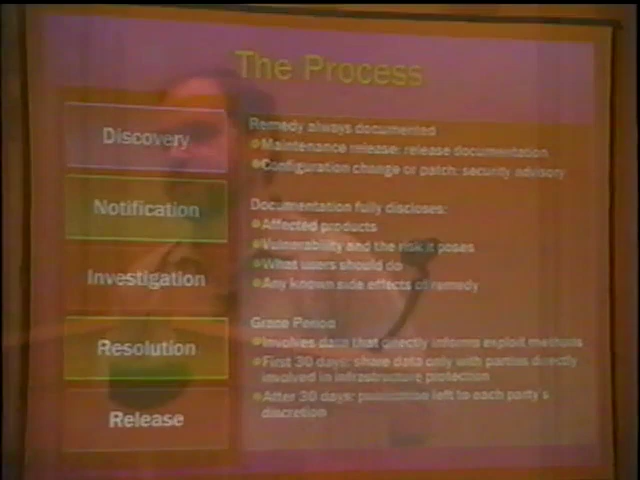 The Process
Discovery
Notification
Investigation
Resolution
Release
Remedy always documented
Maintenance release: release documentation
Configuration change or patch: security advisory
Documentation fully discloses:
Affected products
Vulnerability and the risk it poses
What users should do
Any known side effects of remedy
Grace Period
Involves data that directly informs exploit methods
First 30 days: share data only with parties directly
involved in infrastructure protection
After 30 days: publication left to each party's
discretion